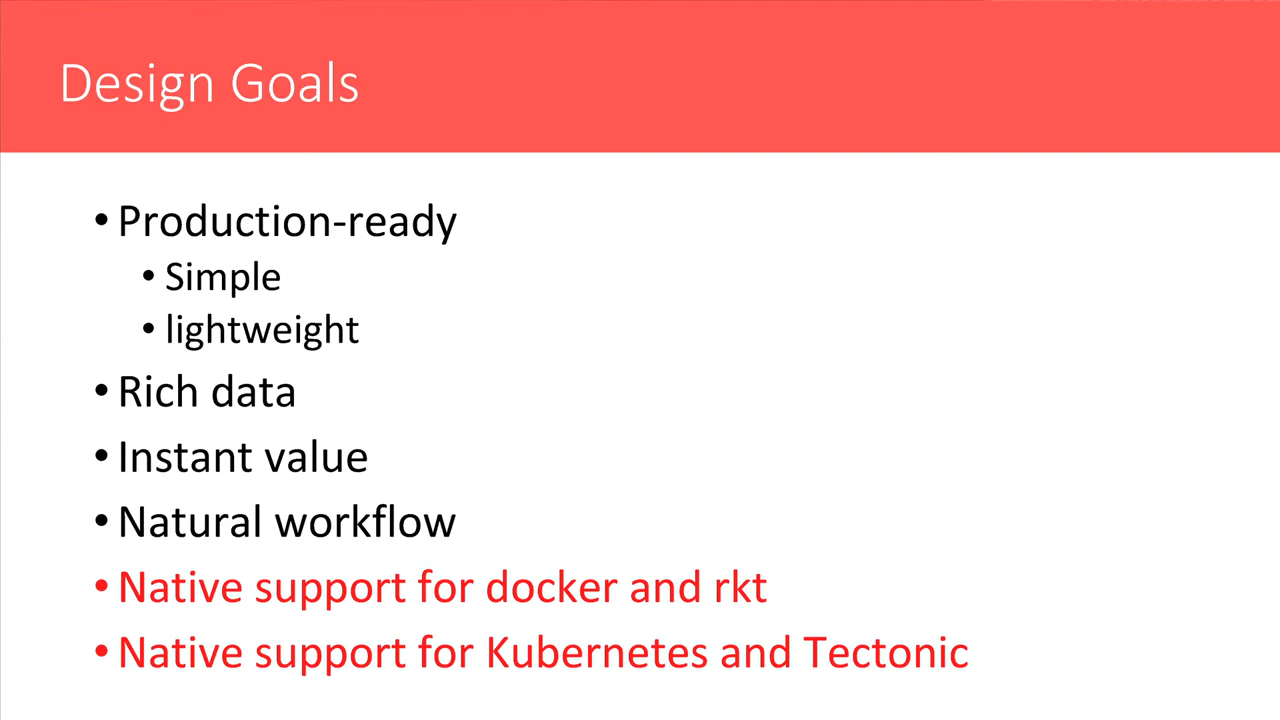 Design Goals
• Production-ready
• Simple
• lightweight
• Rich data
• Instant value
• Natural workflow
• Native support for docker and rkt
• Native support for Kubernetes and Tectonic